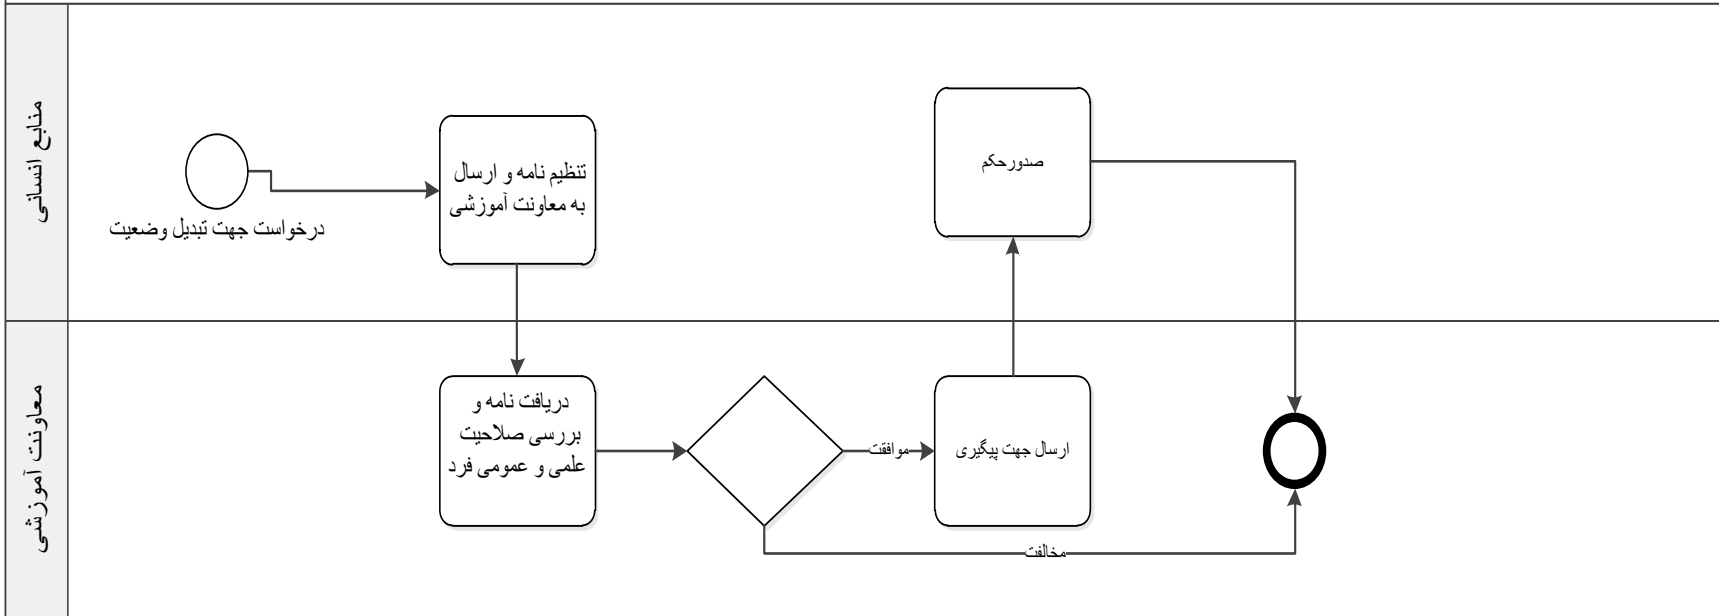 منابع انسانی
درخواست جهت تبدیل وضعیت
تنظیم نامه و ارسال
به معاونت آموزشی
صدورحکم
معاونت آموزشی
دریافت نامه و
بررسی صلاحیت
علمی و عمومی فرد
موافقت
ارسال جهت پیگیری
مخالفت